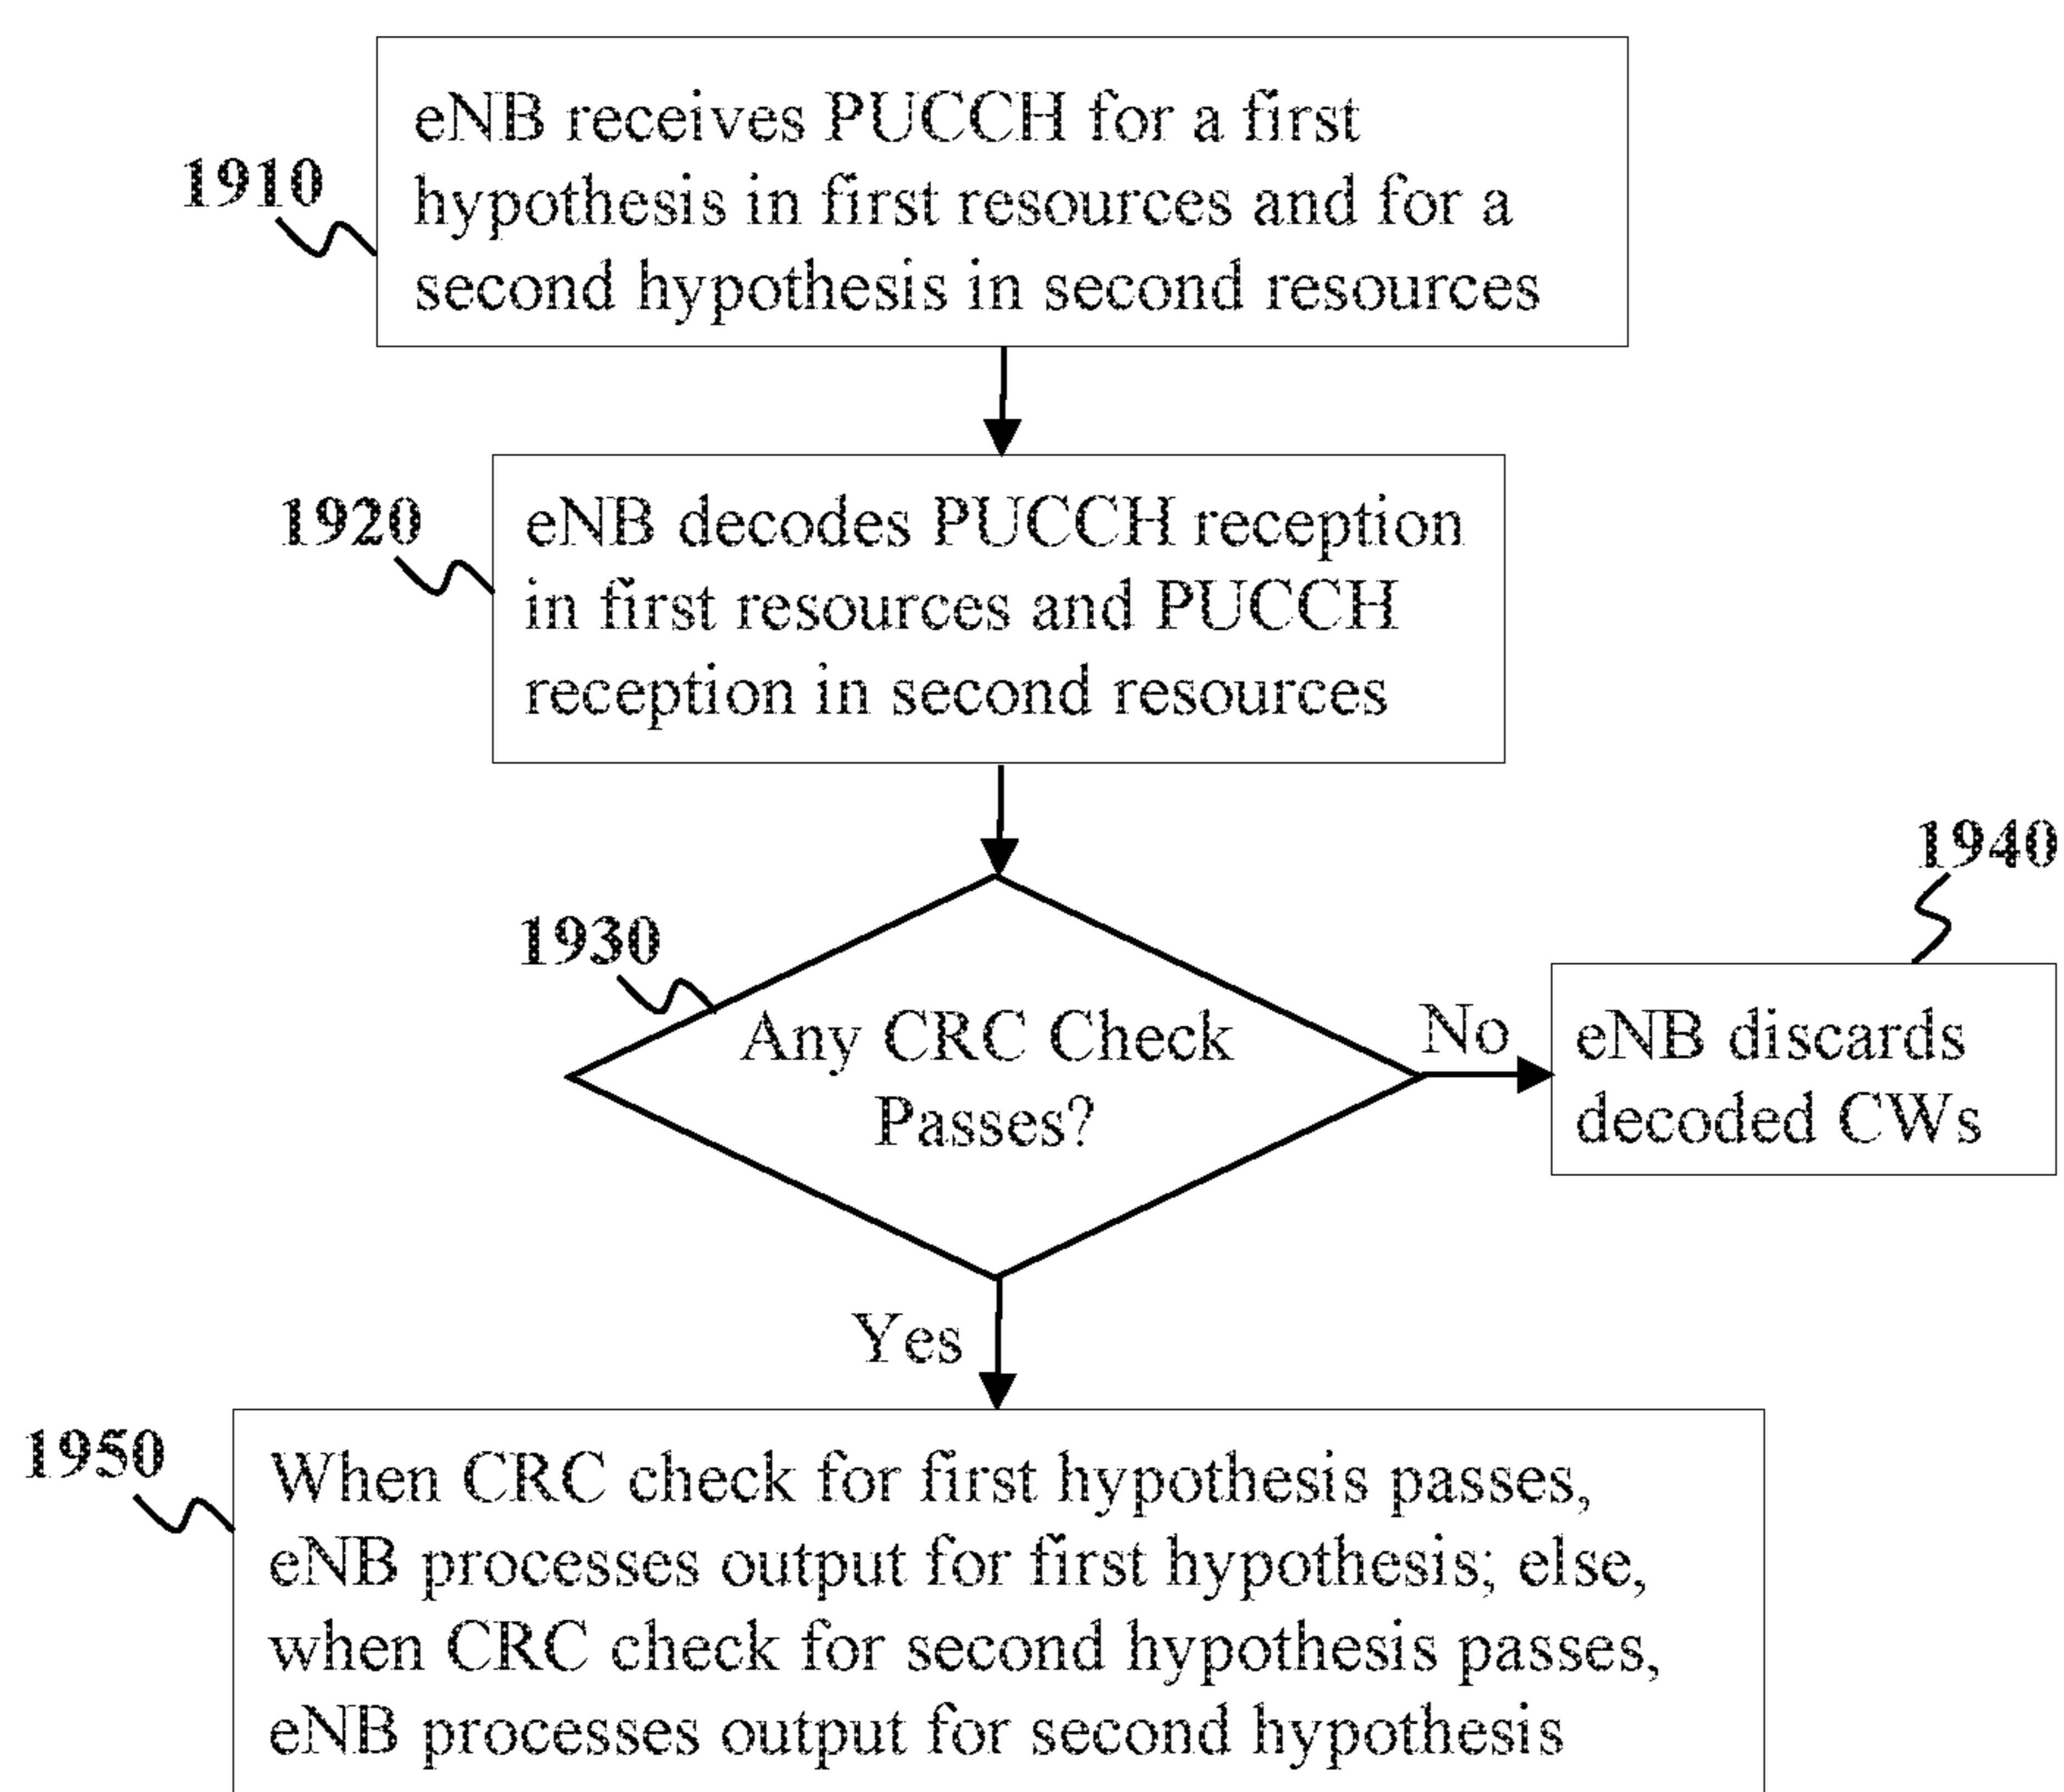 1910
eNB receives PUCCH for a first
hypothesis in first resources and for a
second hypothesis in second resources
1920
eNB decodes PUCCH reception
in first resources and PUCCH
reception in second resources
1930
Any CRC Check
Passes?
No
1940
eNB discards
decoded CWs
Yes
1950
When CRC check for first hypothesis passes,
eNB processes output for first hypothesis; else,
when CRC check for second hypothesis passes,
eNB processes output for second hypothesis